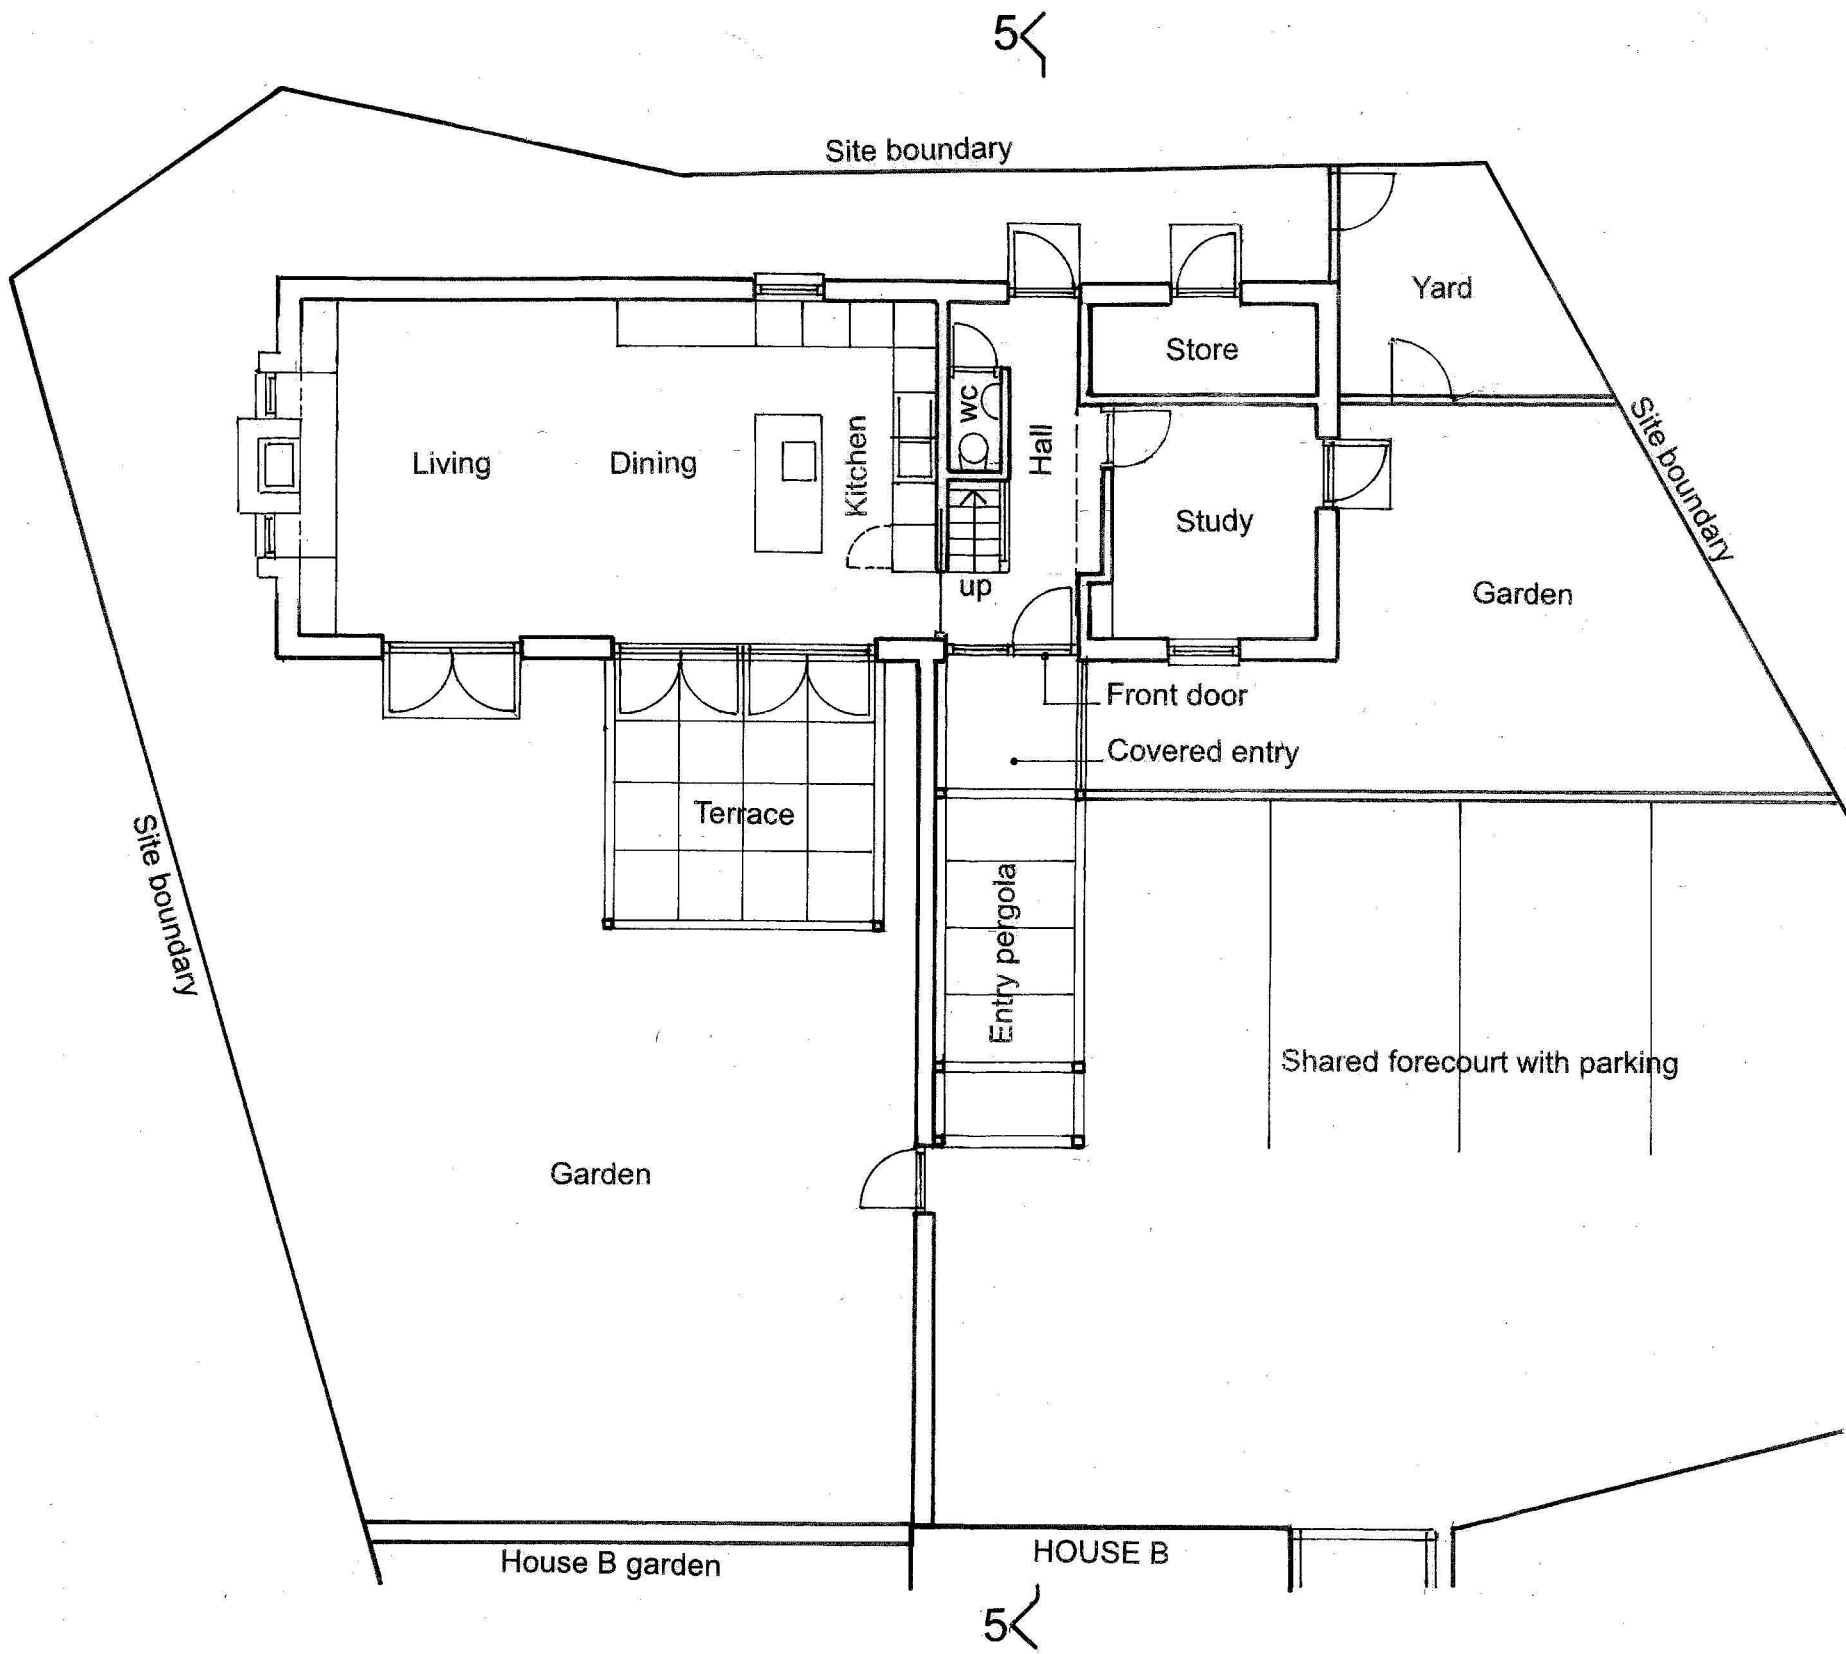 5
Site boundary
Yard
Store
WC
Site boundary
Living
Dining
Kitchen
Hall
Study
up
Garden
Front door
Covered entry
Terrace
Site boundary
Entry pergola
Shared forecourt with parking
Garden
House B garden
HOUSE B
5